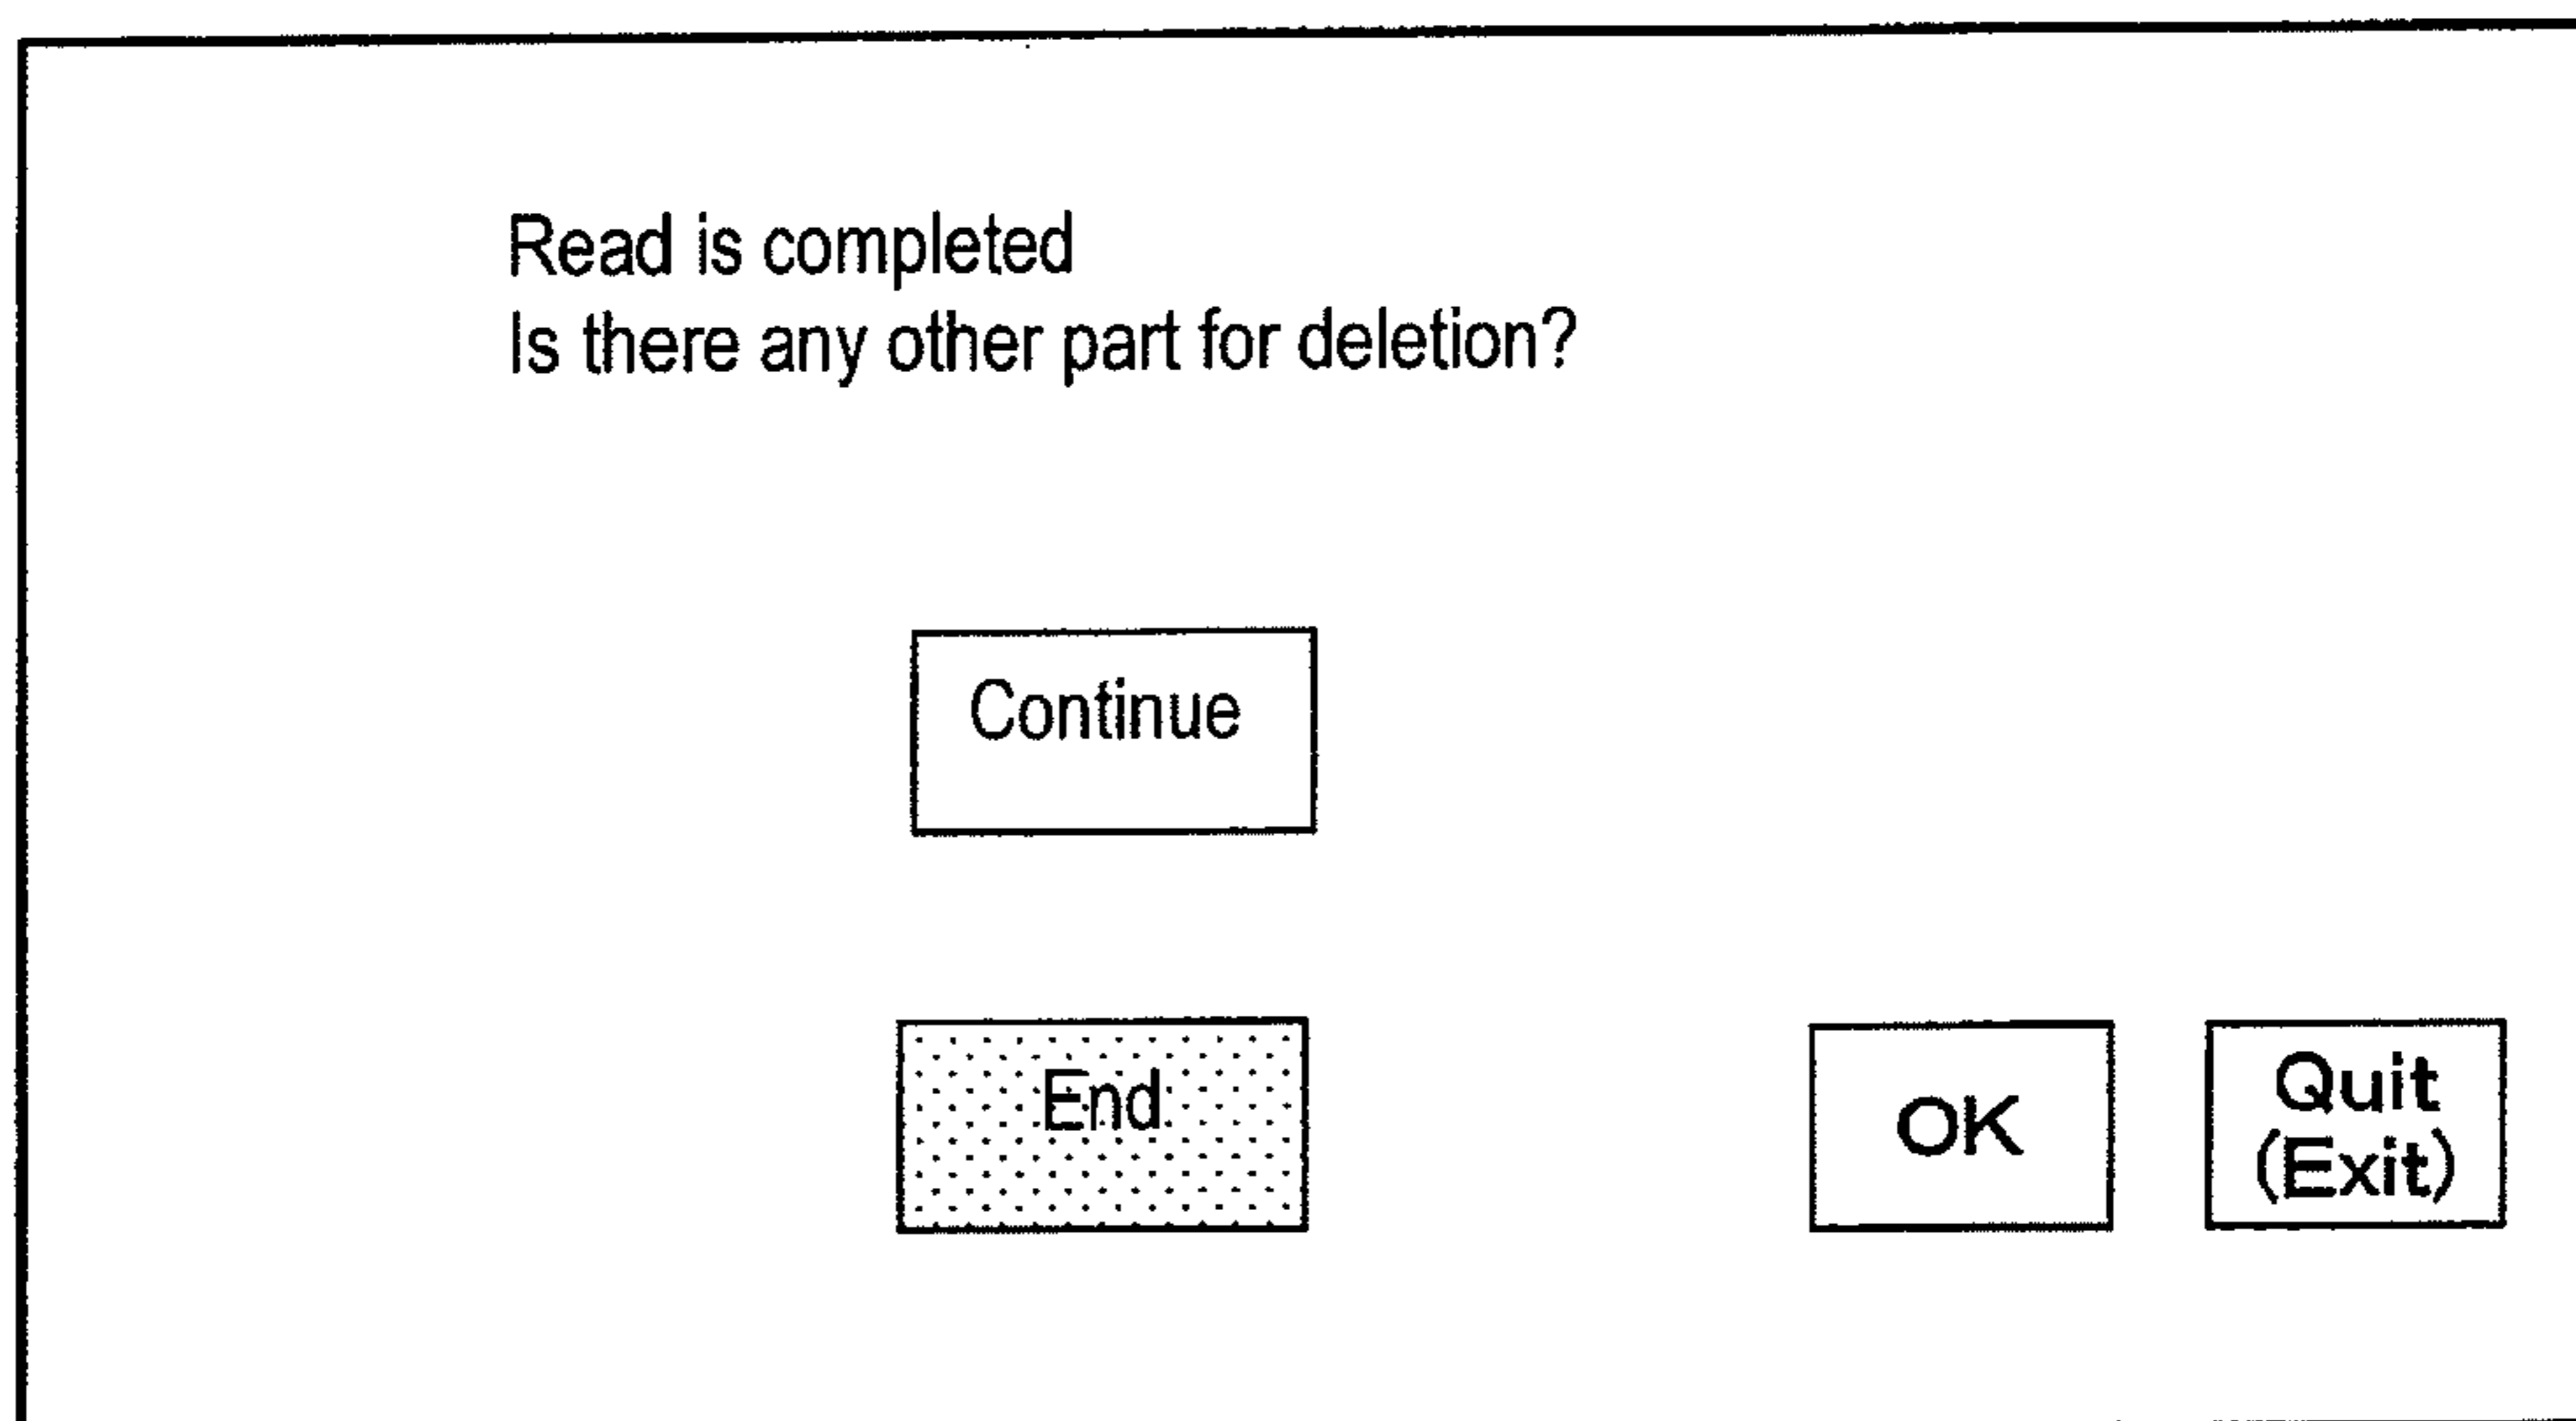 Read is completed
Is there any other part for deletion?
Continue
End
OK
Quit
(Exit)